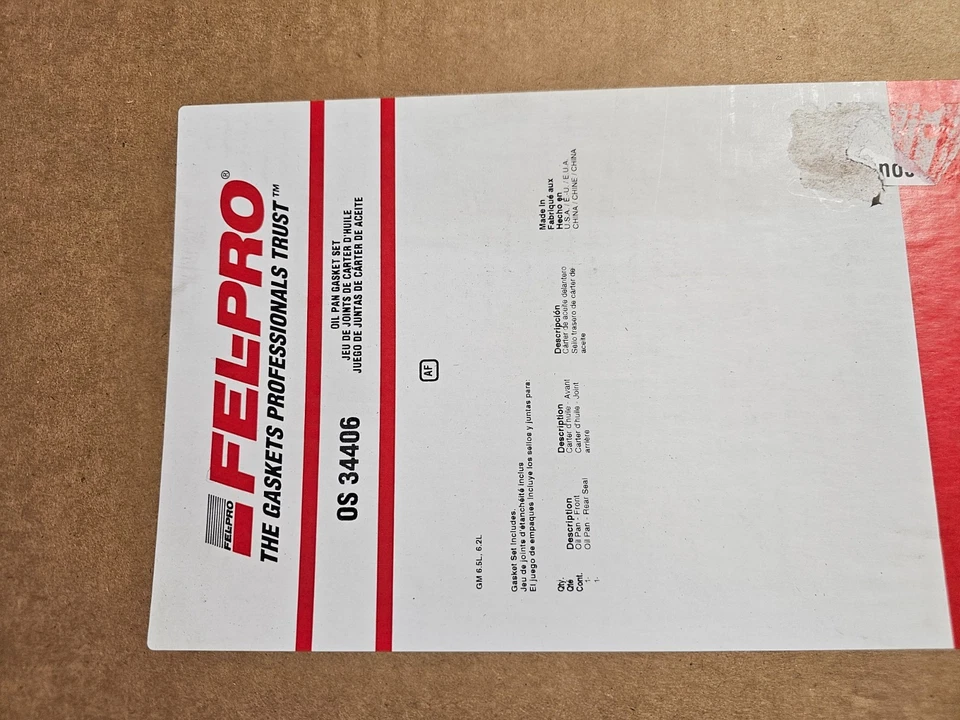 FEL-PRO
FEL-PRO®
THE GASKETS PROFESSIONALS TRUST™
OS 34406
OIL PAN GASKET SET
JEU DE JOINTS DE CARTER D'HUILE
JUEGO DE JUNTAS DE CÁRTER DE ACEITE
AF
GM 6.5L, 6.2L
Gasket Set Includes.
Jeu de joints d'étanchéité inclus
El juego de empaques incluye los sellos y juntas para:
Qty.
Qté
Cont.
1-
1-
Description
Oil Pan - Front
Oil Pan - Rear Seal
Description
Carter d'huile - Avant
Carter d'huile - Joint
arrière
Descripción
Cárter de aceite delantero
Sello trasero de cárter de
aceite
Made In
Fabriqué aux
Hecho en
U.S.A. / É.-U. / E.U.A.
CHINA / CHINE / CHINA